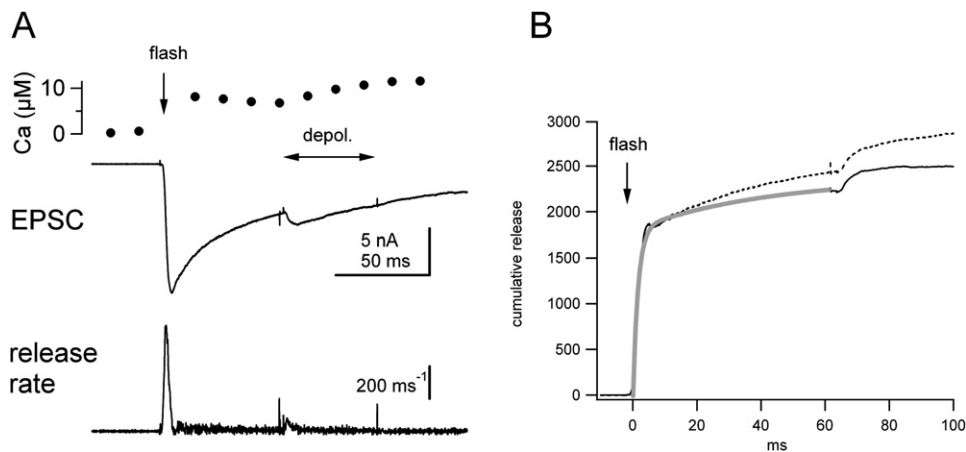 A
flash
Ca (μM)
10
0
depol.
EPSC
5 nA
50 ms
release
rate
200 ms-1
B
flash
cumulative release
3000
2500
2000
1500
1000
500
0
0
20
40
60
80
100
ms